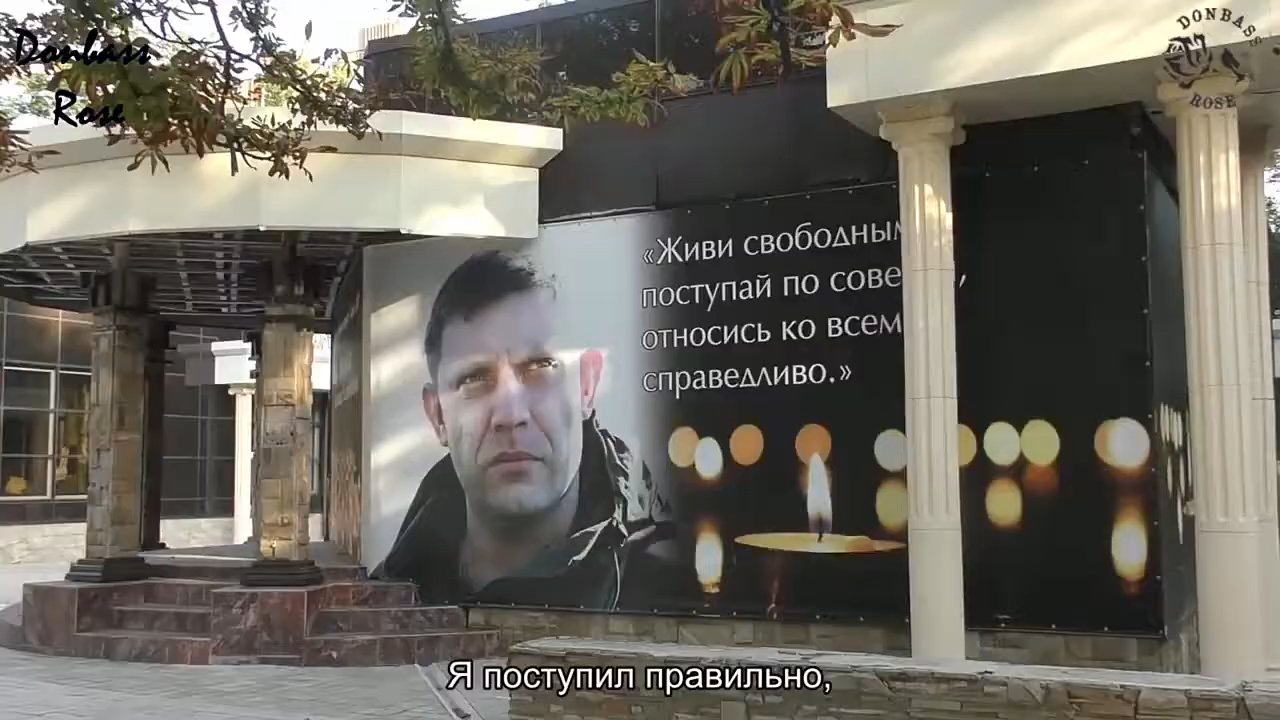 Donbass
Rose
DONBASS
ROSE
«Живи свободным
поступай по сове
относись ко всем
справедливо.»
Я поступил правильно,